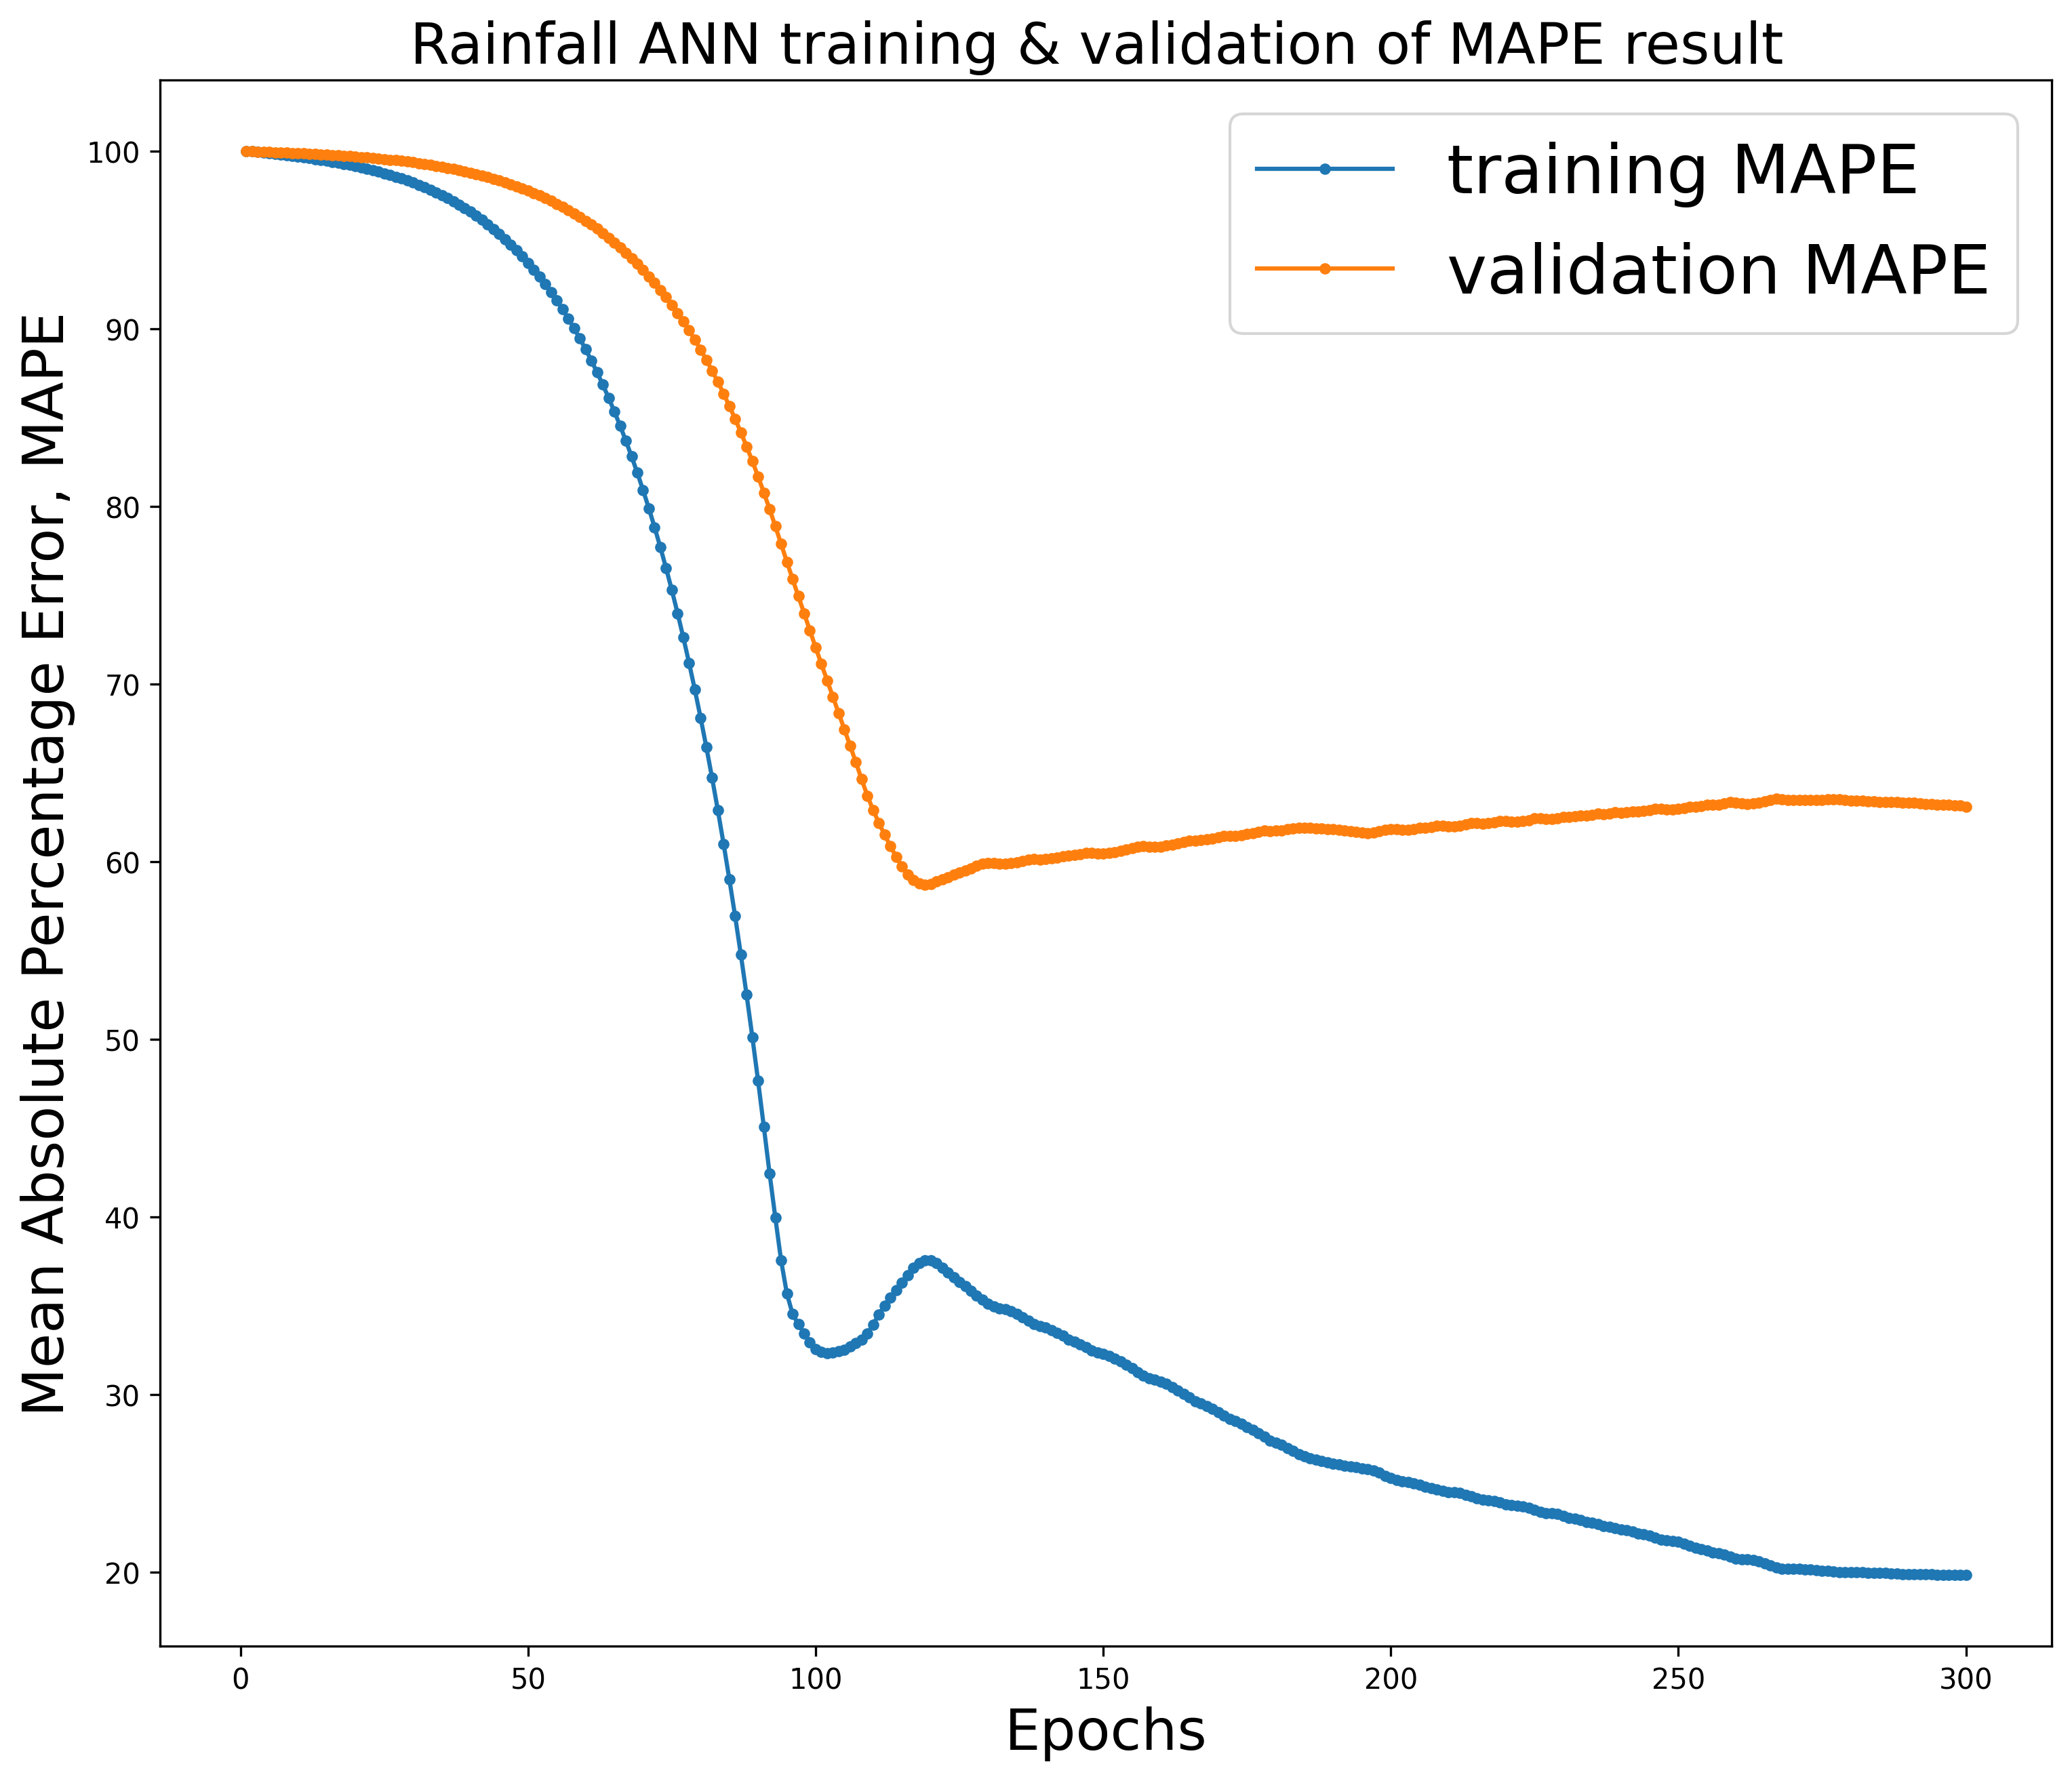 Rainfall ANN training & validation of MAPE result
training MAPE
validation MAPE
Mean Absolute Percentage Error, MAPE
100
90
80
70
60
50
40
30
20
0 50 100 150 200 250 300
Epochs